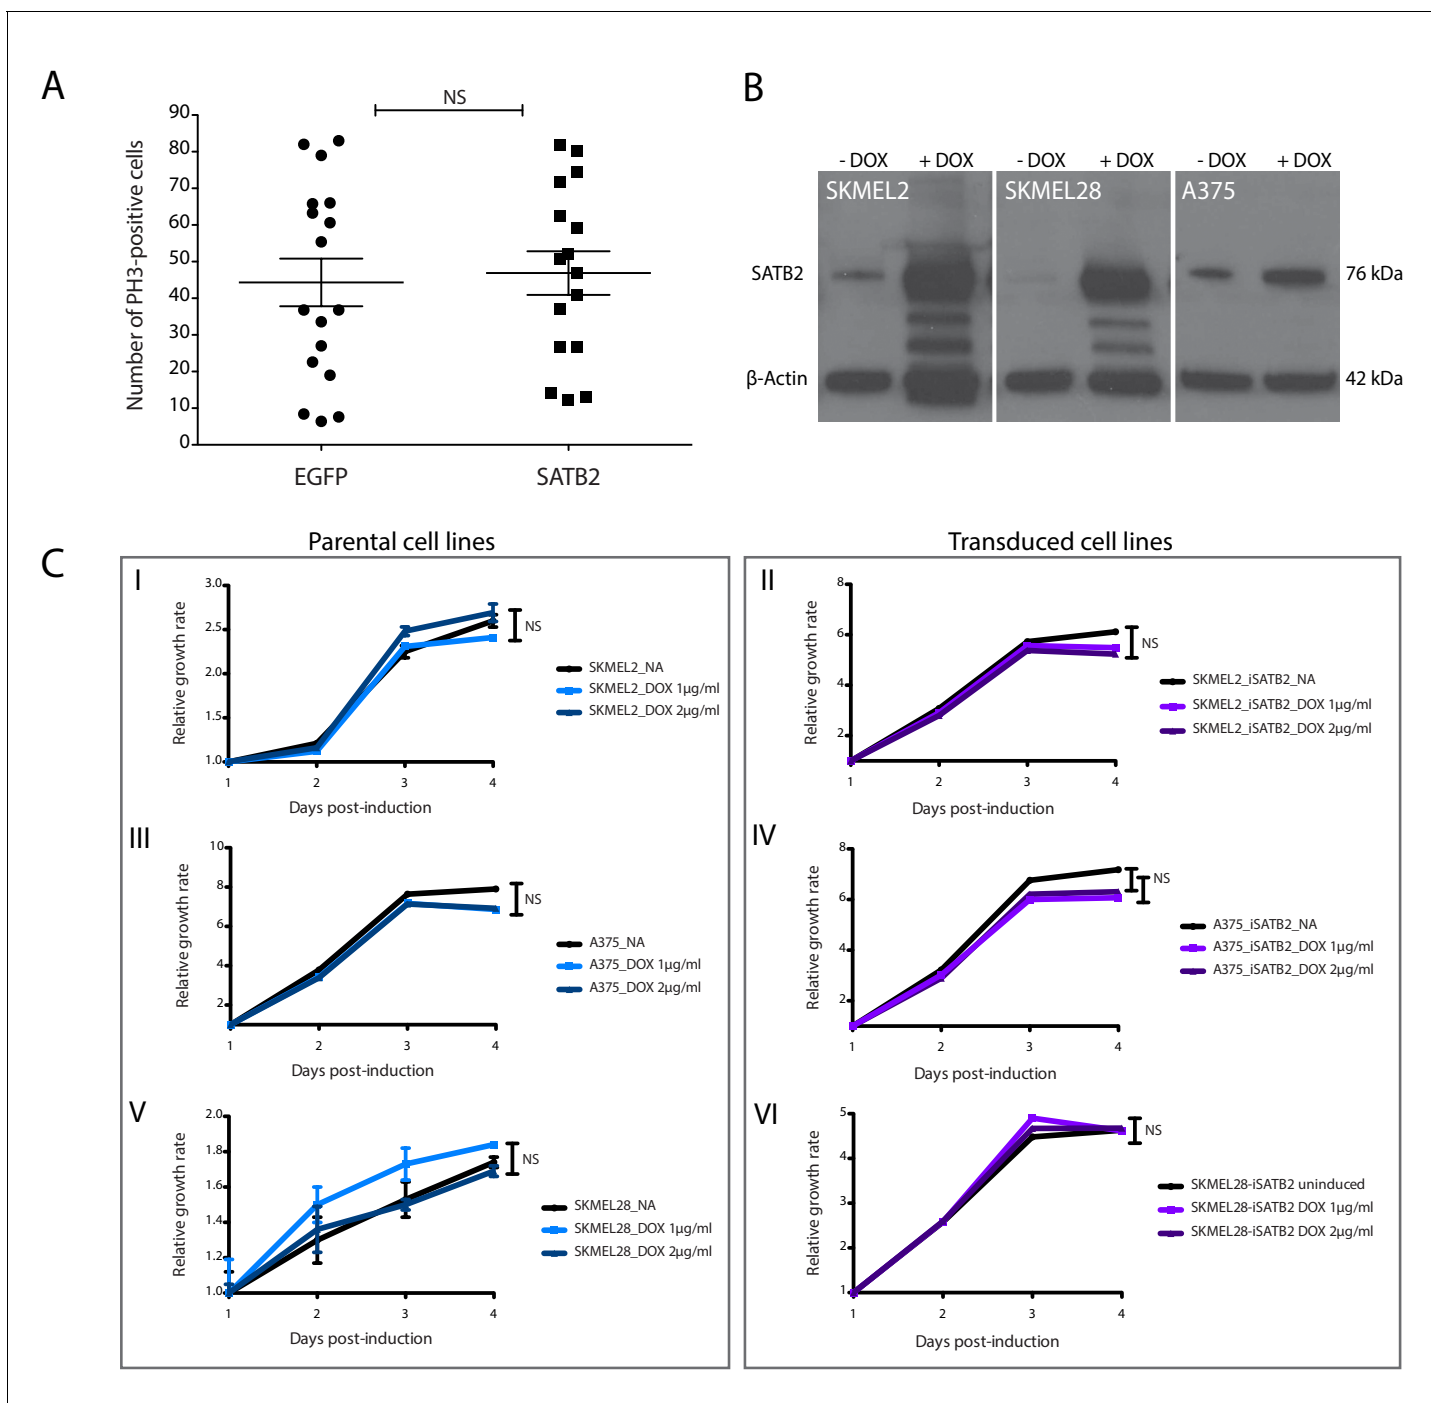 A
NS
90
80
70
60
50
40
30
20
10
0
Number of PH3-positive cells
EGFP SATB2
B
- DOX + DOX - DOX + DOX - DOX + DOX
SKMEL2 SKMEL28 A375
SATB2 76 kDa
β-Actin 42 kDa
C
Parental cell lines
Transduced cell lines
I
3.0
2.5
2.0
1.5
1.0
Relative growth rate
1 2 3 4
Days post-induction
NS
SKMEL2_NA
SKMEL2_DOX 1µg/ml
SKMEL2_DOX 2µg/ml
II
8
6
4
2
Relative growth rate
1 2 3 4
Days post-induction
NS
SKMEL2_iSATB2_NA
SKMEL2_iSATB2_DOX 1µg/ml
SKMEL2_iSATB2_DOX 2µg/ml
III
10
8
6
4
2
Relative growth rate
1 2 3 4
Days post-induction
NS
A375_NA
A375_DOX 1µg/ml
A375_DOX 2µg/ml
IV
8
6
4
2
Relative growth rate
1 2 3 4
Days post-induction
NS
A375_iSATB2_NA
A375_iSATB2_DOX 1µg/ml
A375_iSATB2_DOX 2µg/ml
V
2.0
1.8
1.6
1.4
1.2
1.0
Relative growth rate
1 2 3 4
Days post-induction
NS
SKMEL28_NA
SKMEL28_DOX 1µg/ml
SKMEL28_DOX 2µg/ml
VI
5
4
3
2
1
Relative growth rate
1 2 3 4
Days post-induction
NS
SKMEL28-iSATB2 uninduced
SKMEL28-iSATB2 DOX 1µg/ml
SKMEL28-iSATB2 DOX 2µg/ml